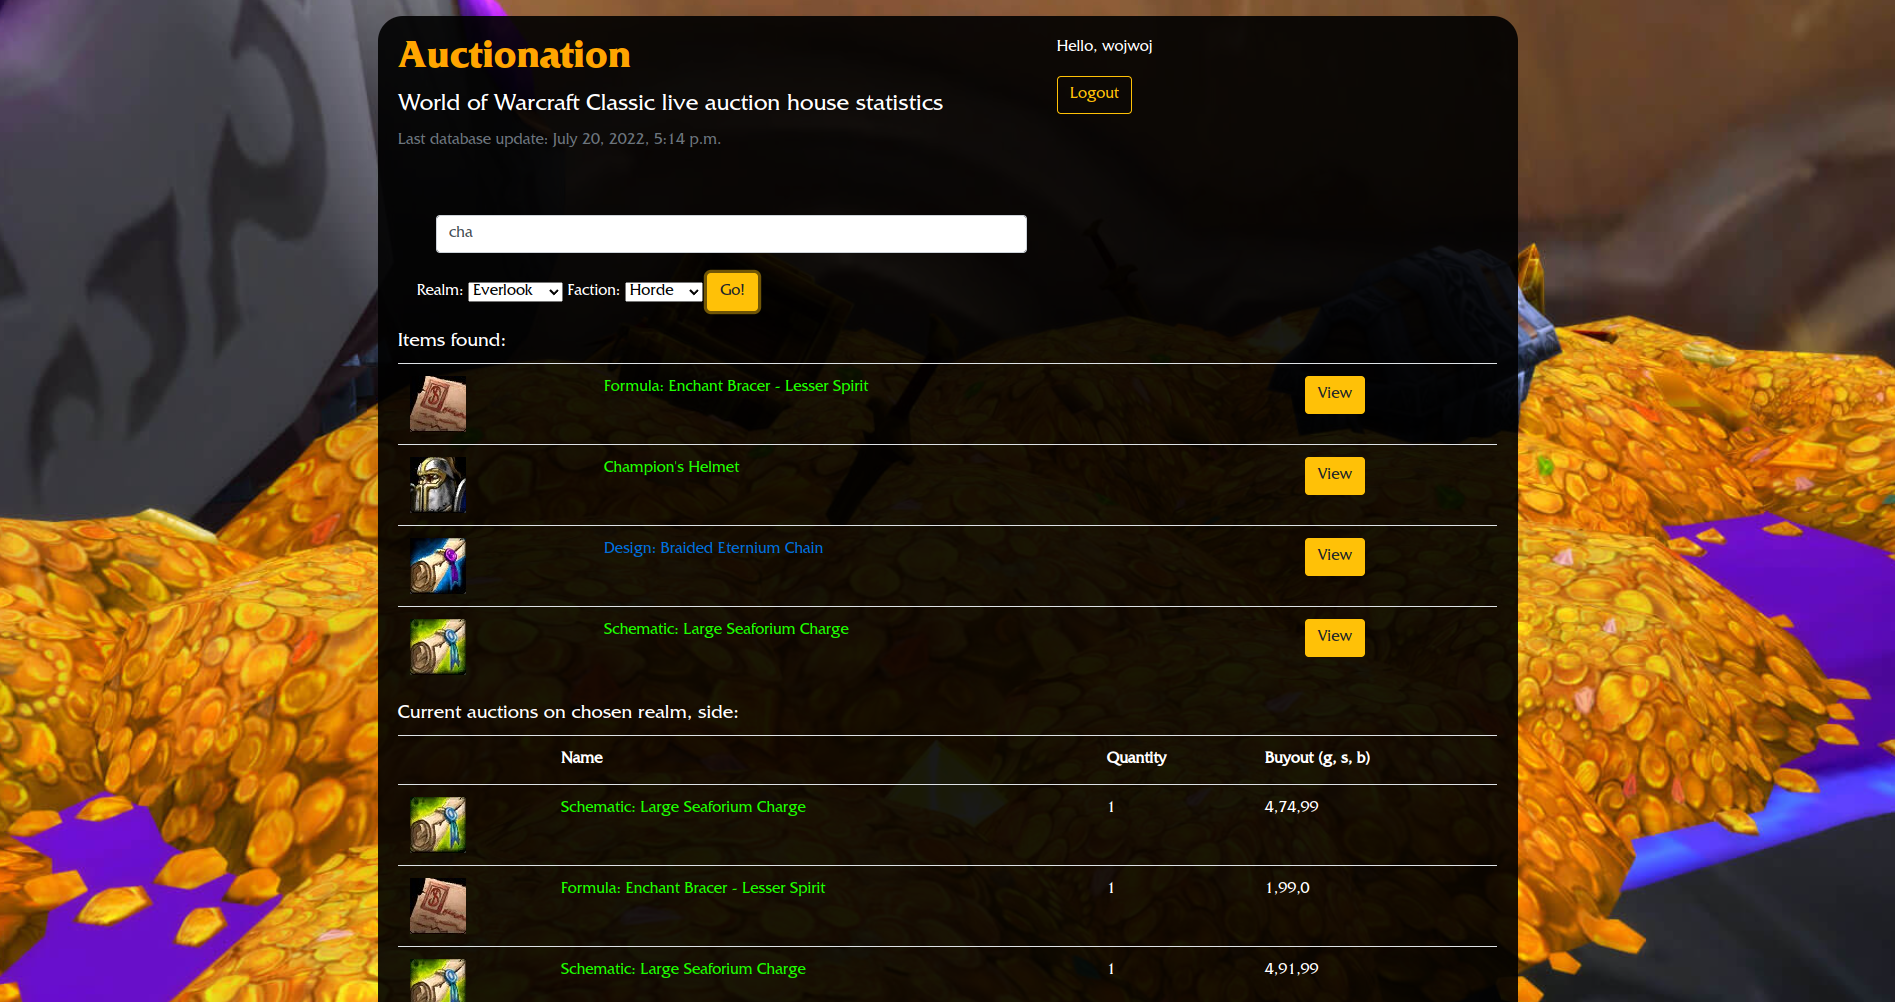 Auctionation
Hello, wojwoj
World of Warcraft Classic live auction house statistics
Logout
Last database update: July 20, 2022, 5:14 p.m.
cha
Realm: Everlook Faction: Horde Go!
Items found:
Formula: Enchant Bracer - Lesser Spirit View
Champion's Helmet View
Design: Braided Eternium Chain View
Schematic: Large Seaforium Charge View
Current auctions on chosen realm, side:
Name Quantity Buyout (g, s, b)
Schematic: Large Seaforium Charge 1 4,74,99
Formula: Enchant Bracer - Lesser Spirit 1 1,99,0
Schematic: Large Seaforium Charge 1 4,91,99